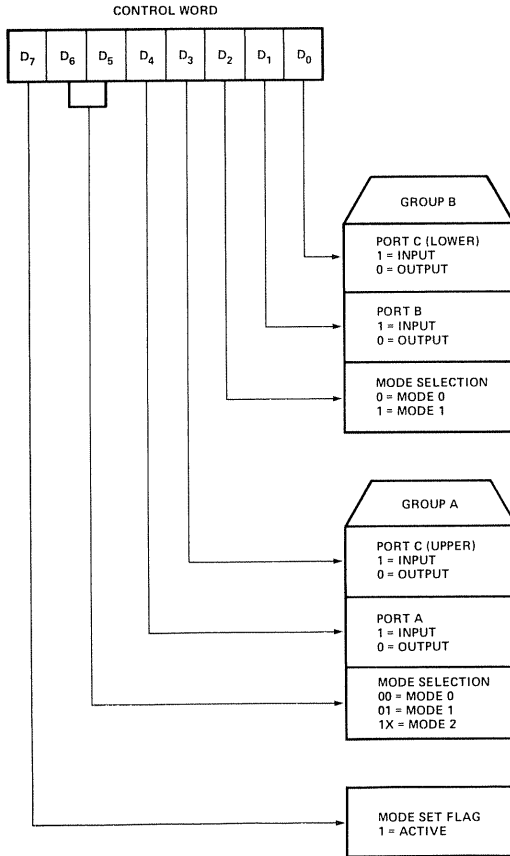 CONTROL WORD
D7 D6 D5 D4 D3 D2 D1 D0
GROUP B
PORT C (LOWER)
1 = INPUT
0 = OUTPUT
PORT B
1 = INPUT
0 = OUTPUT
MODE SELECTION
0 = MODE 0
1 = MODE 1
GROUP A
PORT C (UPPER)
1 = INPUT
0 = OUTPUT
PORT A
1 = INPUT
0 = OUTPUT
MODE SELECTION
00 = MODE 0
01 = MODE 1
1X = MODE 2
MODE SET FLAG
1 = ACTIVE